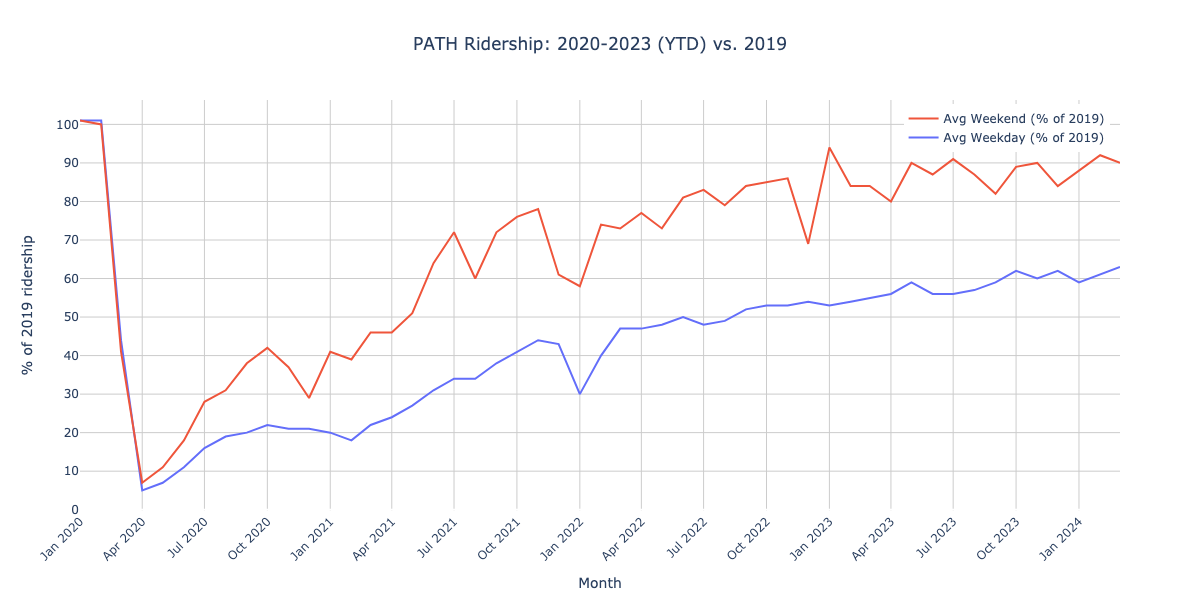 PATH Ridership: 2020-2023 (YTD) vs. 2019
Avg Weekend (% of 2019)
Avg Weekday (% of 2019)
% of 2019 ridership
100
90
80
70
60
50
40
30
20
10
0
Jan 2020
Apr 2020
Jul 2020
Oct 2020
Jan 2021
Apr 2021
Jul 2021
Oct 2021
Jan 2022
Apr 2022
Jul 2022
Oct 2022
Jan 2023
Apr 2023
Jul 2023
Oct 2023
Jan 2024
Month